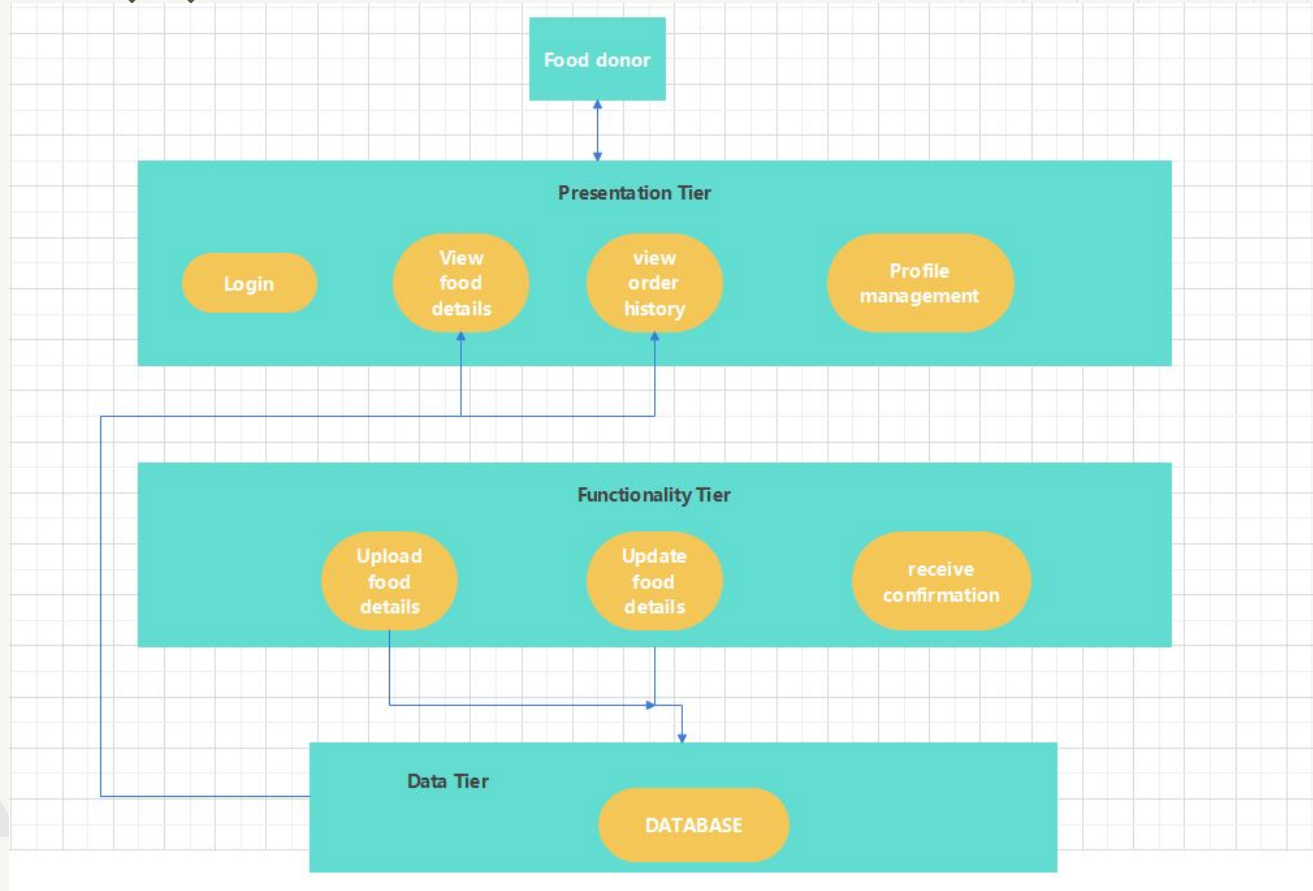 Food donor
Presentation Tier
Login
View
food
details
view
order
history
Profile
management
Functionality Tier
Upload
food
details
Update
food
details
receive
confirmation
Data Tier
DATABASE